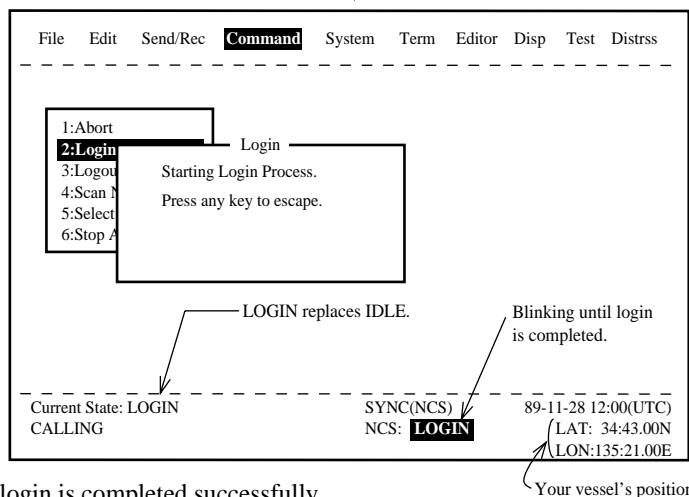 File Edit Send/Rec Command System Term Editor Disp Test Distrss
1:Abort
2:Login
3:Logou
4:Scan
5:Select
6:Stop
Login
Starting Login Process.
Press any key to escape.
LOGIN replaces IDLE.
Blinking until login
is completed.
Current State: LOGIN SYNC(NCS) 89-11-28 12:00(UTC)
CALLING NCS: LOGIN LAT: 34:43.00N
LON:135:21.00E
login is completed successfully
Your vessel's position